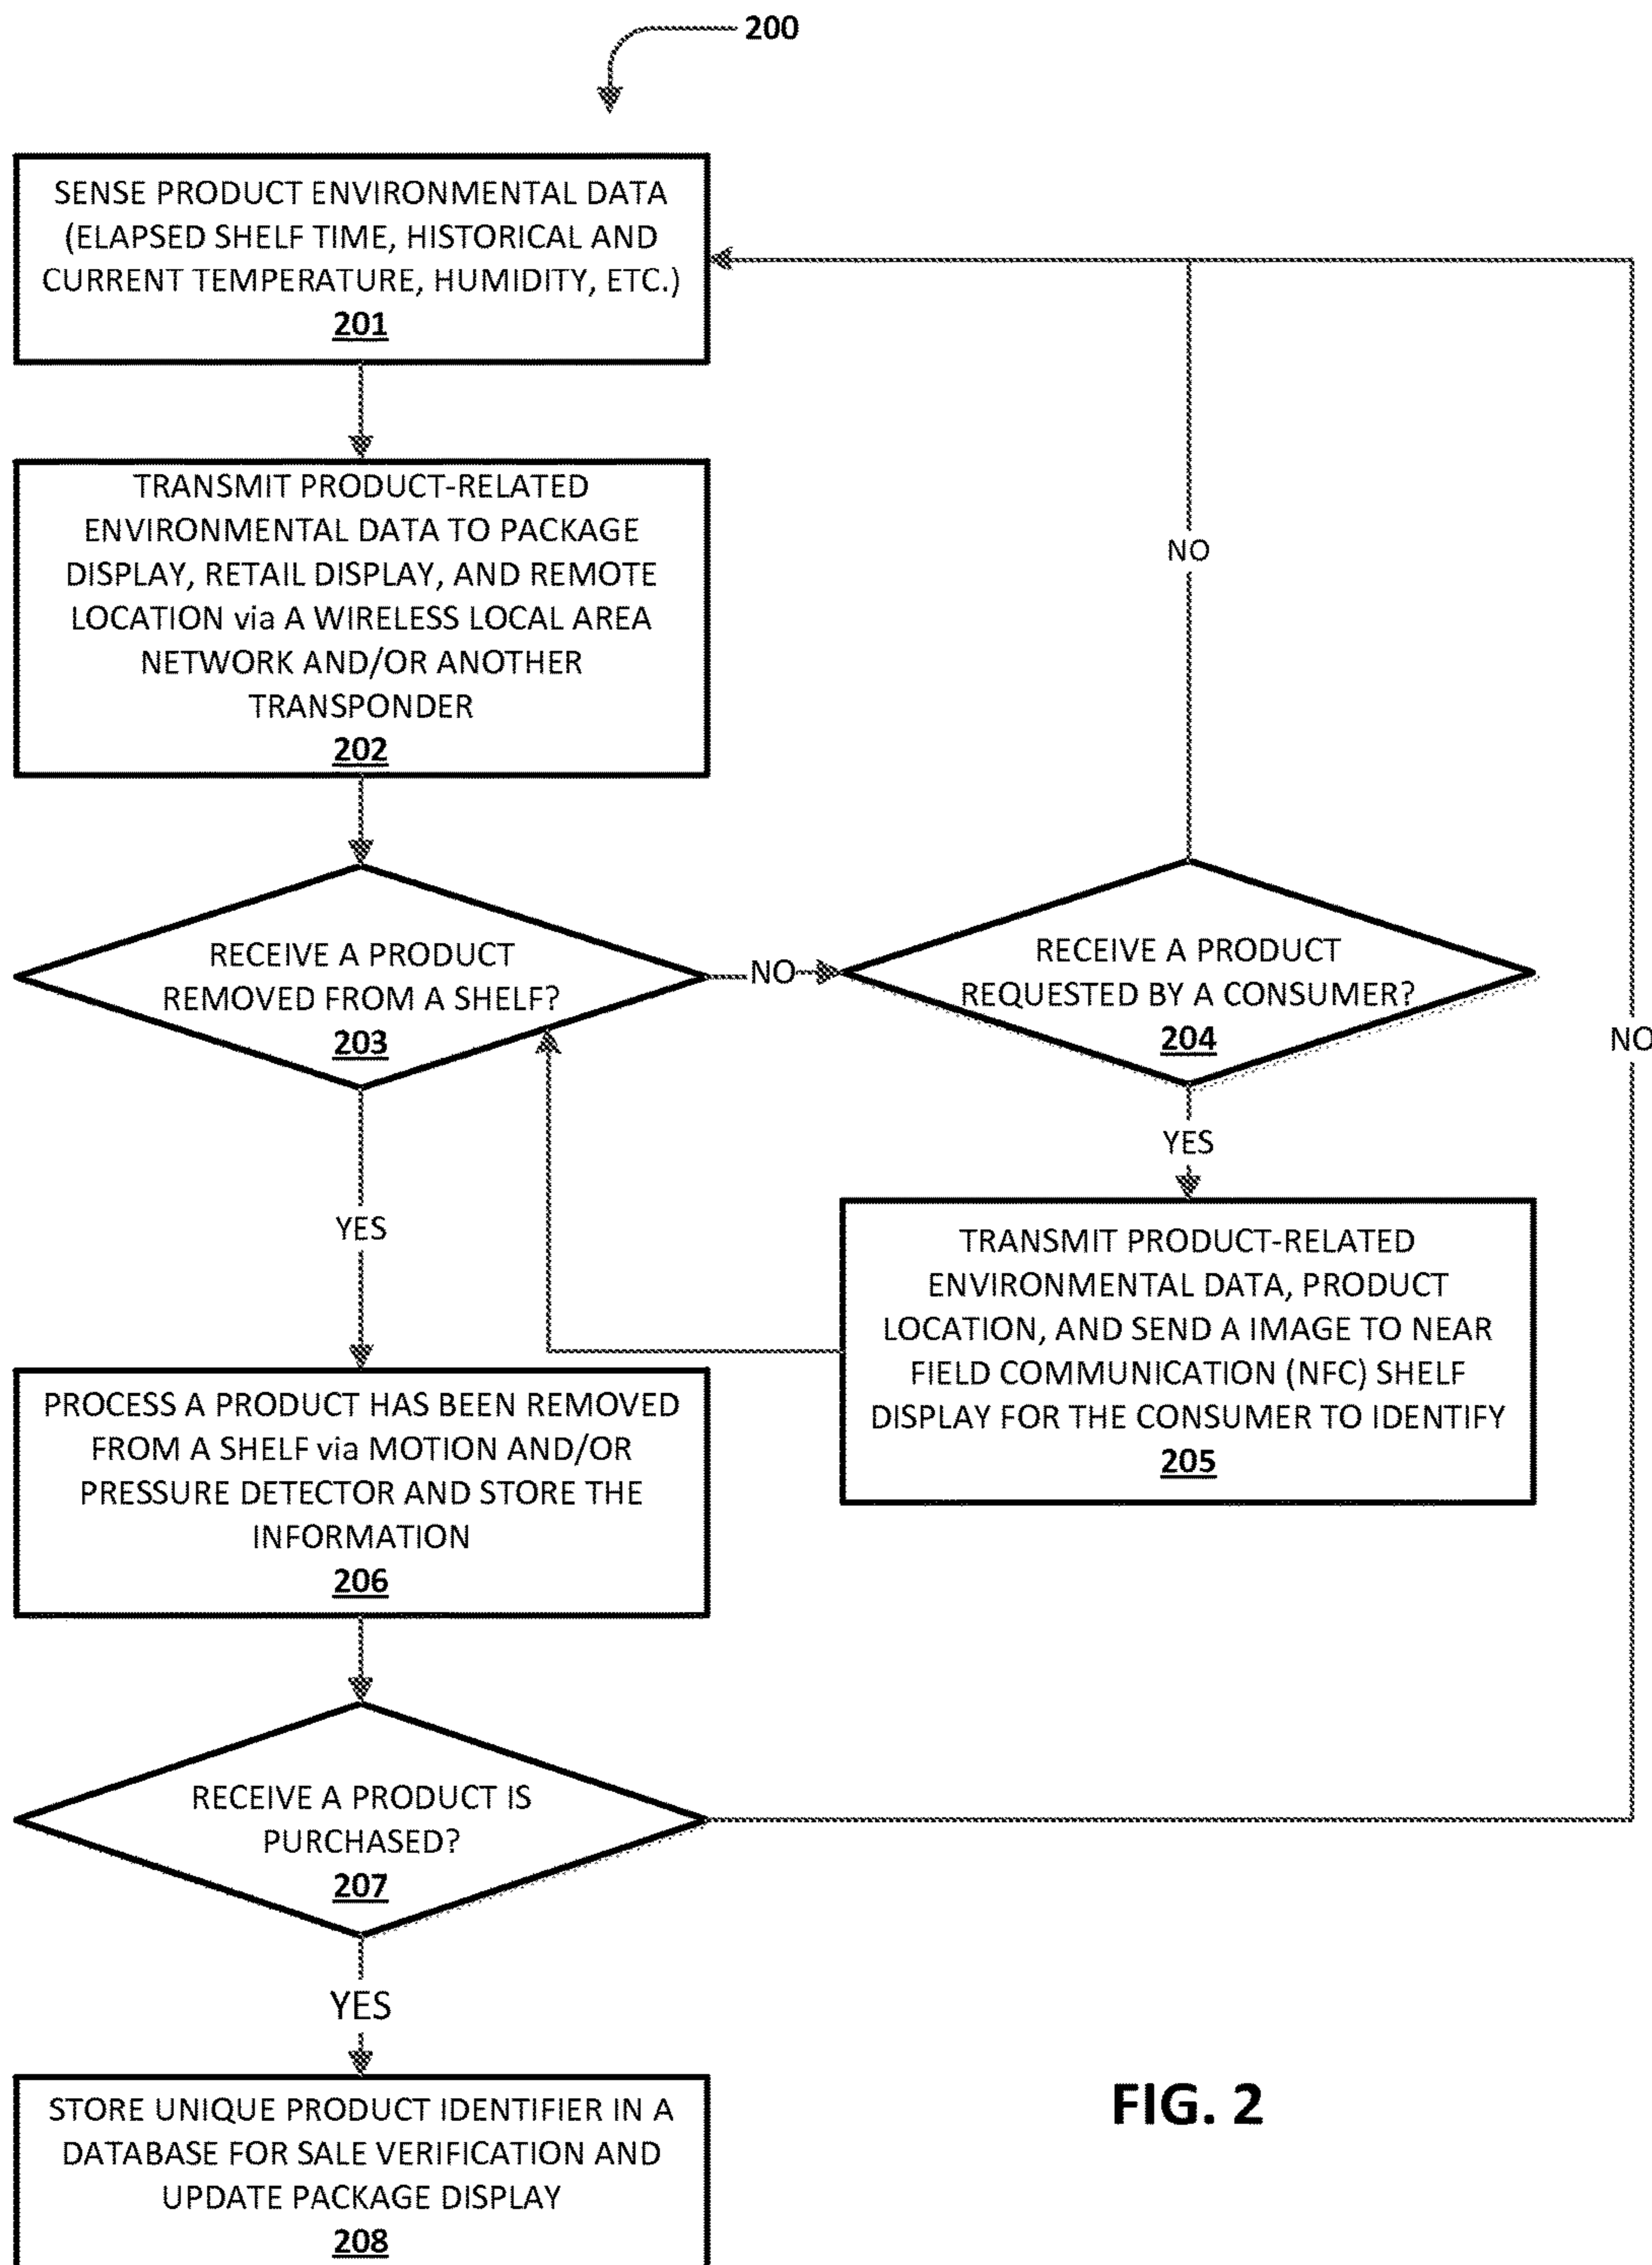 200
SENSE PRODUCT ENVIRONMENTAL DATA
(ELAPSED SHELF TIME, HISTORICAL AND
CURRENT TEMPERATURE, HUMIDITY, ETC.)
201
TRANSMIT PRODUCT-RELATED
ENVIRONMENTAL DATA TO PACKAGE
DISPLAY, RETAIL DISPLAY, AND REMOTE
LOCATION via A WIRELESS LOCAL AREA
NETWORK AND/OR ANOTHER
TRANSPONDER
202
NO
RECEIVE A PRODUCT
REMOVED FROM A SHELF?
203
NO
RECEIVE A PRODUCT
REQUESTED BY A CONSUMER?
204
NO
YES
YES
TRANSMIT PRODUCT-RELATED
ENVIRONMENTAL DATA, PRODUCT
LOCATION, AND SEND A IMAGE TO NEAR
FIELD COMMUNICATION (NFC) SHELF
DISPLAY FOR THE CONSUMER TO IDENTIFY
205
PROCESS A PRODUCT HAS BEEN REMOVED
FROM A SHELF via MOTION AND/OR
PRESSURE DETECTOR AND STORE THE
INFORMATION
206
RECEIVE A PRODUCT IS
PURCHASED?
207
YES
STORE UNIQUE PRODUCT IDENTIFIER IN A
DATABASE FOR SALE VERIFICATION AND
UPDATE PACKAGE DISPLAY
208
FIG. 2